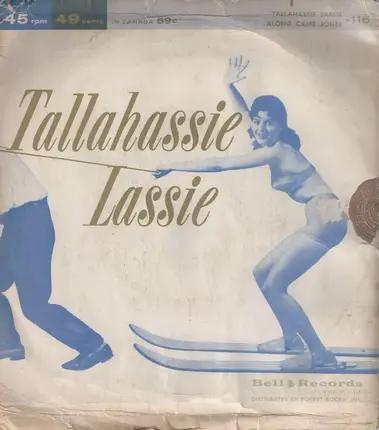 45 rpm 49 cents IN CANADA 59c
TALLAHASSIE LASSIE
ALONG CAME JONES
-116
Tallahassie
Lassie
Bell Records
DISTRIBUTED BY POCKET BOOKS, INC.